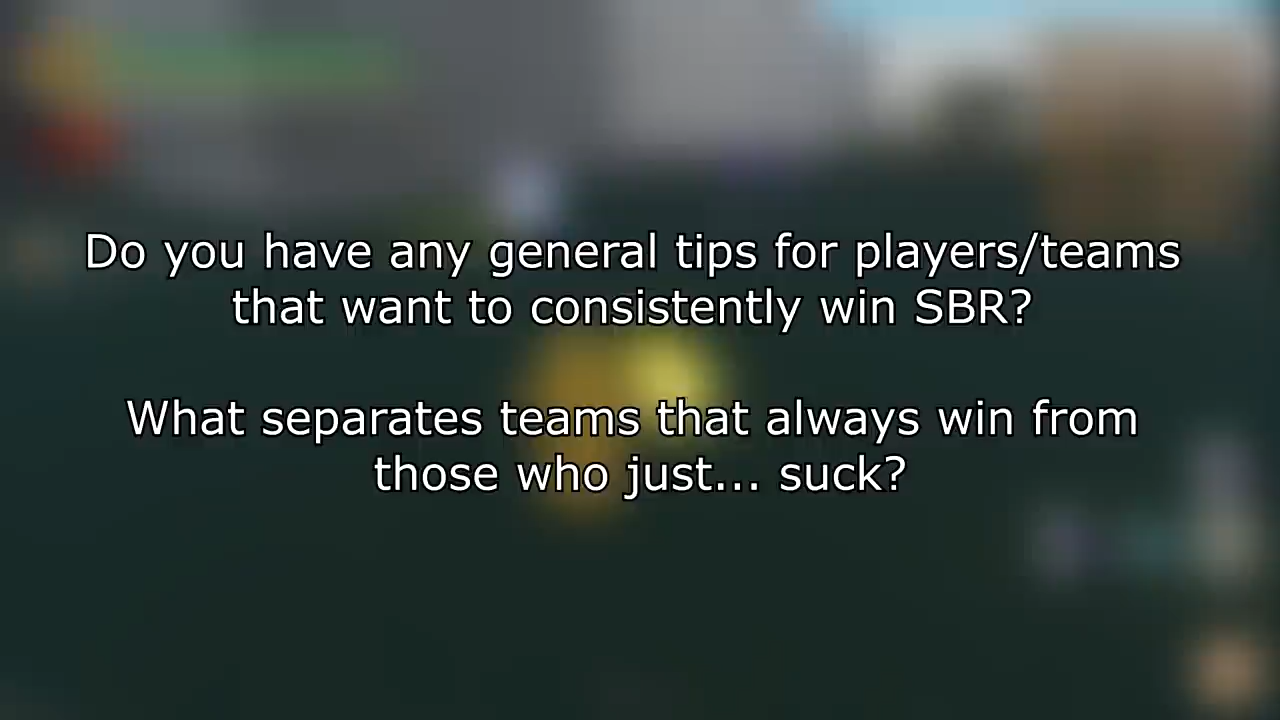 Do you have any general tips for players/teams
that want to consistently win SBR?
What separates teams that always win from
those who just... suck?